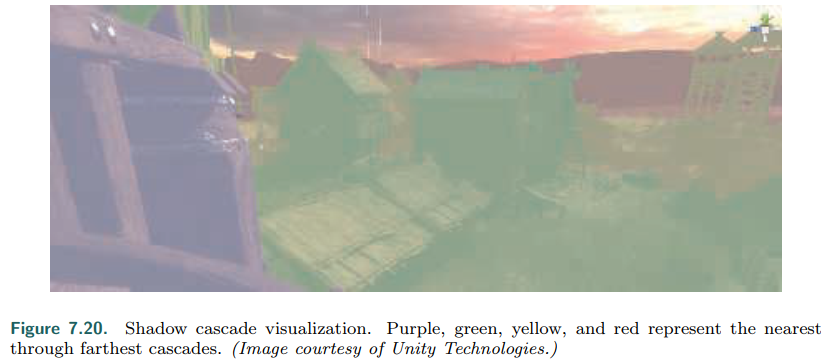 Figure 7.20. Shadow cascade visualization. Purple, green, yellow, and red represent the nearest
through farthest cascades. (Image courtesy of Unity Technologies.)